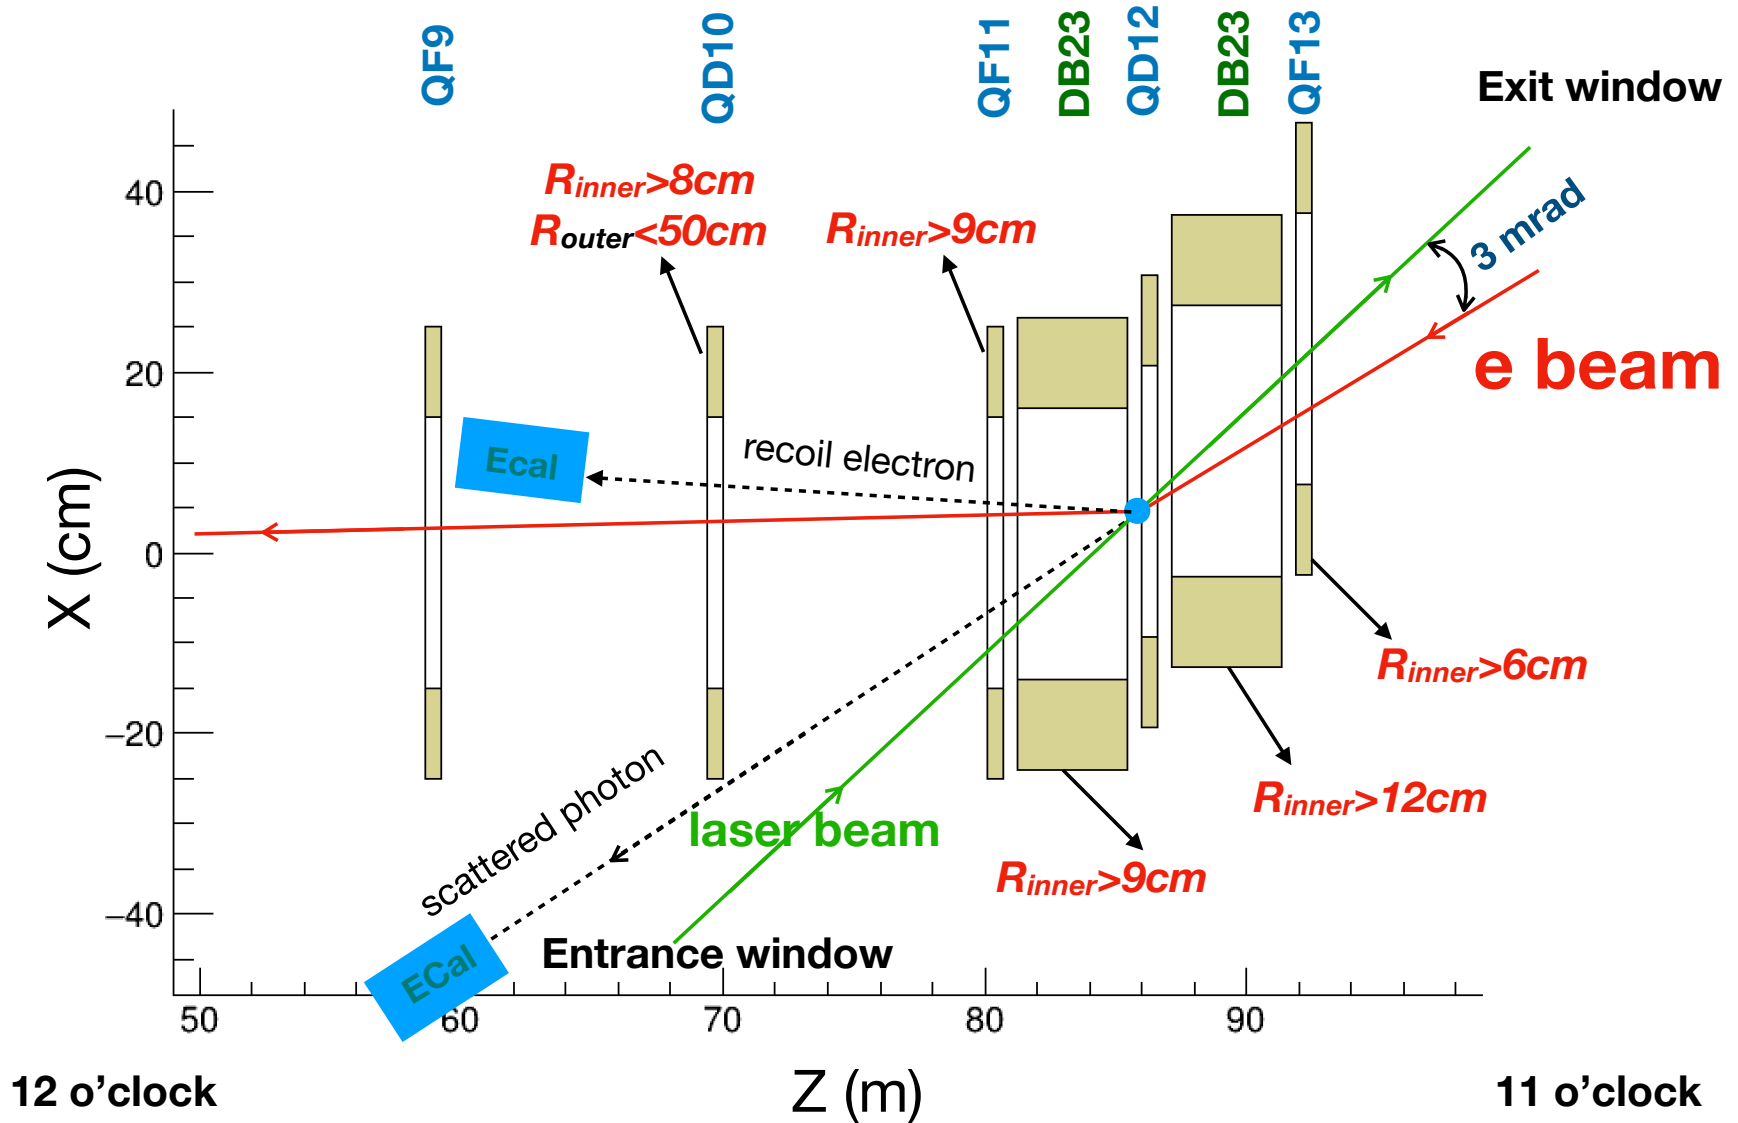 QF9
QD10
QF11
DB23
QD12
DB23
QF13
Exit window
Rinner>8cm
Router<50cm
Rinner>9cm
3 mrad
e beam
recoil electron
Ecal
Rinner>6cm
Rinner>12cm
Rinner>9cm
laser beam
scattered photon
ECal
Entrance window
X (cm)
40
20
0
−20
−40
50
60
70
80
90
Z (m)
12 o’clock
11 o’clock